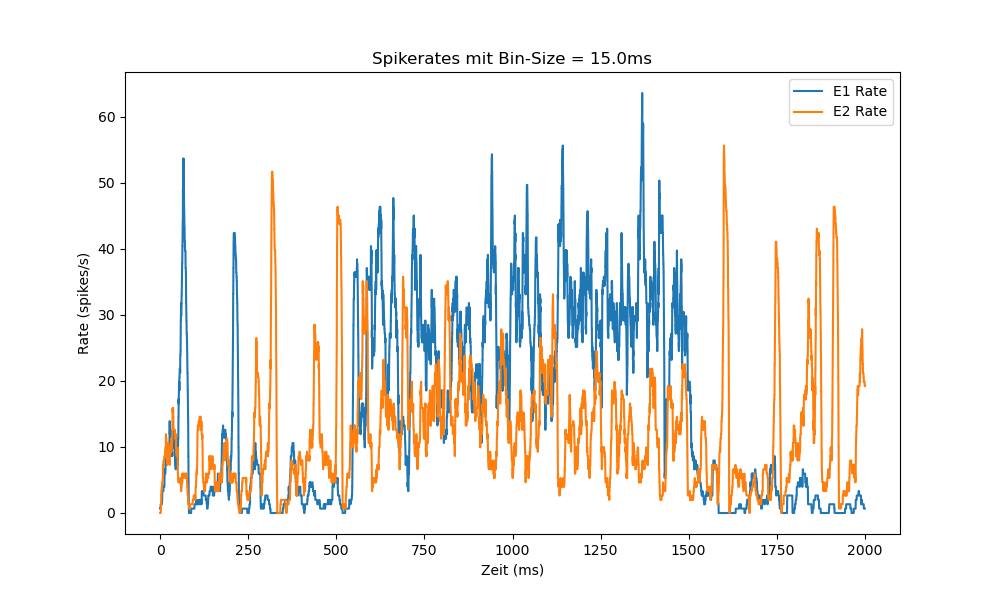 Spikerates mit Bin-Size = 15.0ms
E1 Rate
E2 Rate
Rate (spikes/s)
60
50
40
30
20
10
0
0 250 500 750 1000 1250 1500 1750 2000
Zeit (ms)